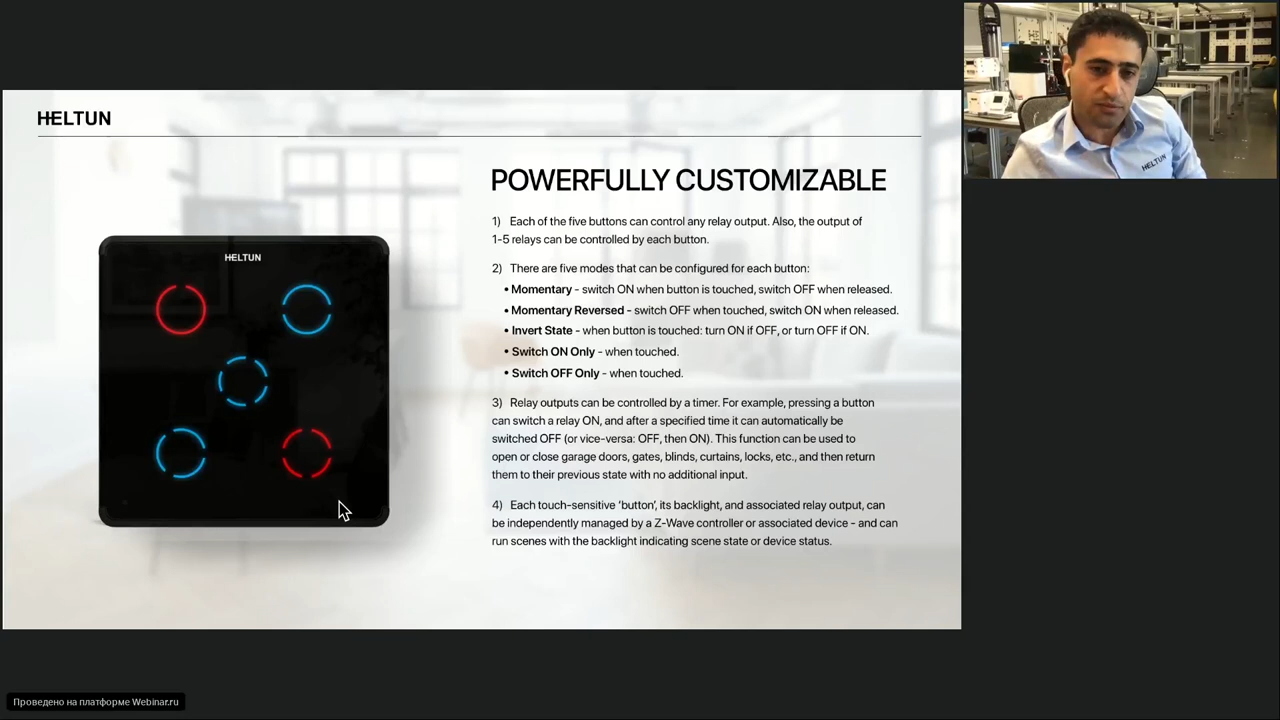 HELTUN
POWERFULLY CUSTOMIZABLE
HELTUN
1) Each of the five buttons can control any relay output. Also, the output of
1-5 relays can be controlled by each button.
2) There are five modes that can be configured for each button:
• Momentary - switch ON when button is touched, switch OFF when released.
• Momentary Reversed - switch OFF when touched, switch ON when released.
• Invert State - when button is touched: turn ON if OFF, or turn OFF if ON.
• Switch ON Only - when touched.
• Switch OFF Only - when touched.
3) Relay outputs can be controlled by a timer. For example, pressing a button
can switch a relay ON, and after a specified time it can automatically be
switched OFF (or vice-versa: OFF, then ON). This function can be used to
open or close garage doors, gates, blinds, curtains, locks, etc., and then return
them to their previous state with no additional input.
4) Each touch-sensitive ‘button’, its backlight, and associated relay output, can
be independently managed by a Z-Wave controller or associated device - and can
run scenes with the backlight indicating scene state or device status.
HELTUN
Проведено на платформе Webinar.ru